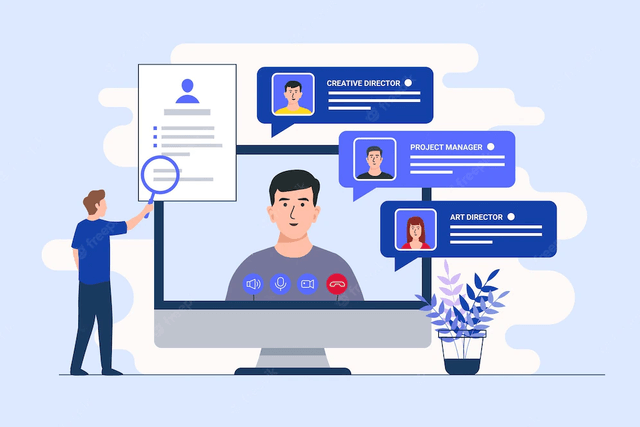 CREATIVE DIRECTOR
PROJECT MANAGER
ART DIRECTOR